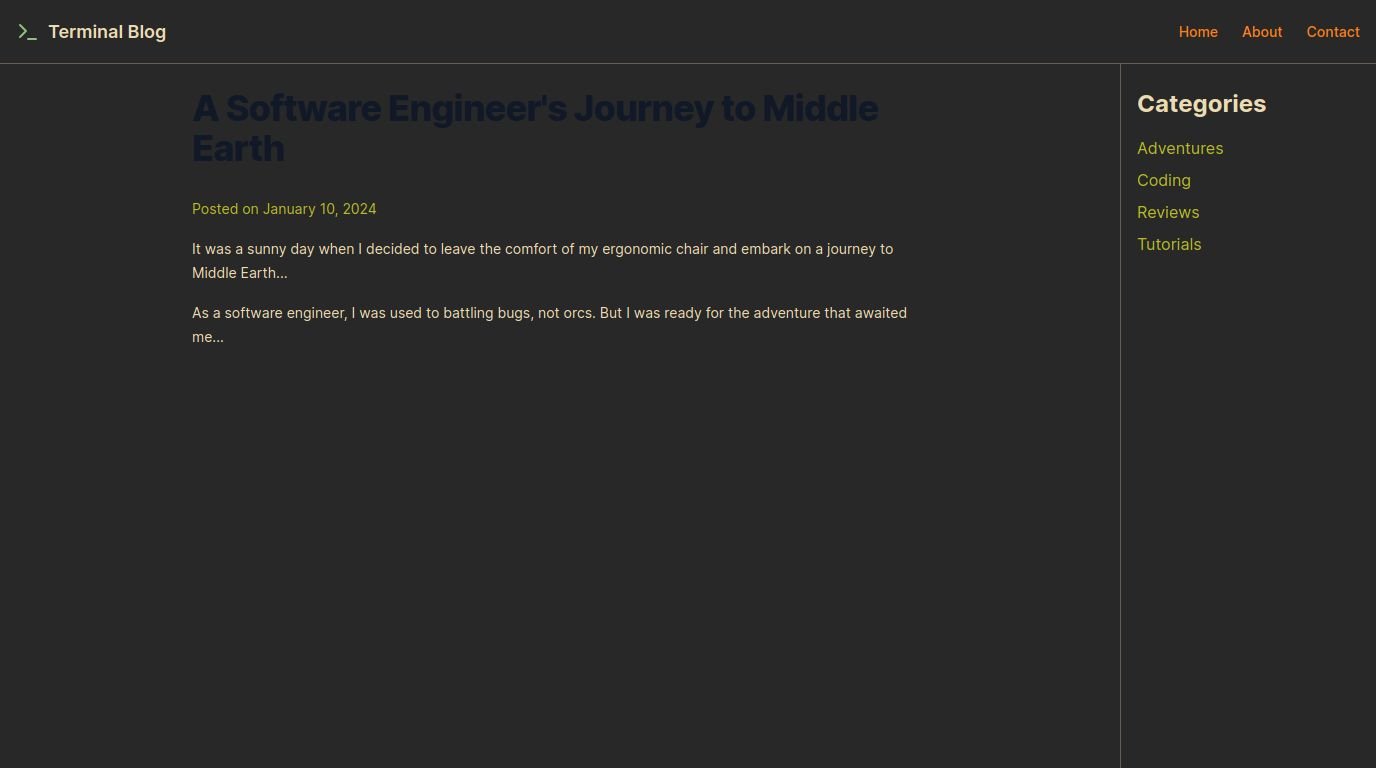 Terminal Blog
Home About Contact
A Software Engineer's Journey to Middle
Earth
Posted on January 10, 2024
It was a sunny day when I decided to leave the comfort of my ergonomic chair and embark on a journey to
Middle Earth...
As a software engineer, I was used to battling bugs, not orcs. But I was ready for the adventure that awaited
me...
Categories
Adventures
Coding
Reviews
Tutorials